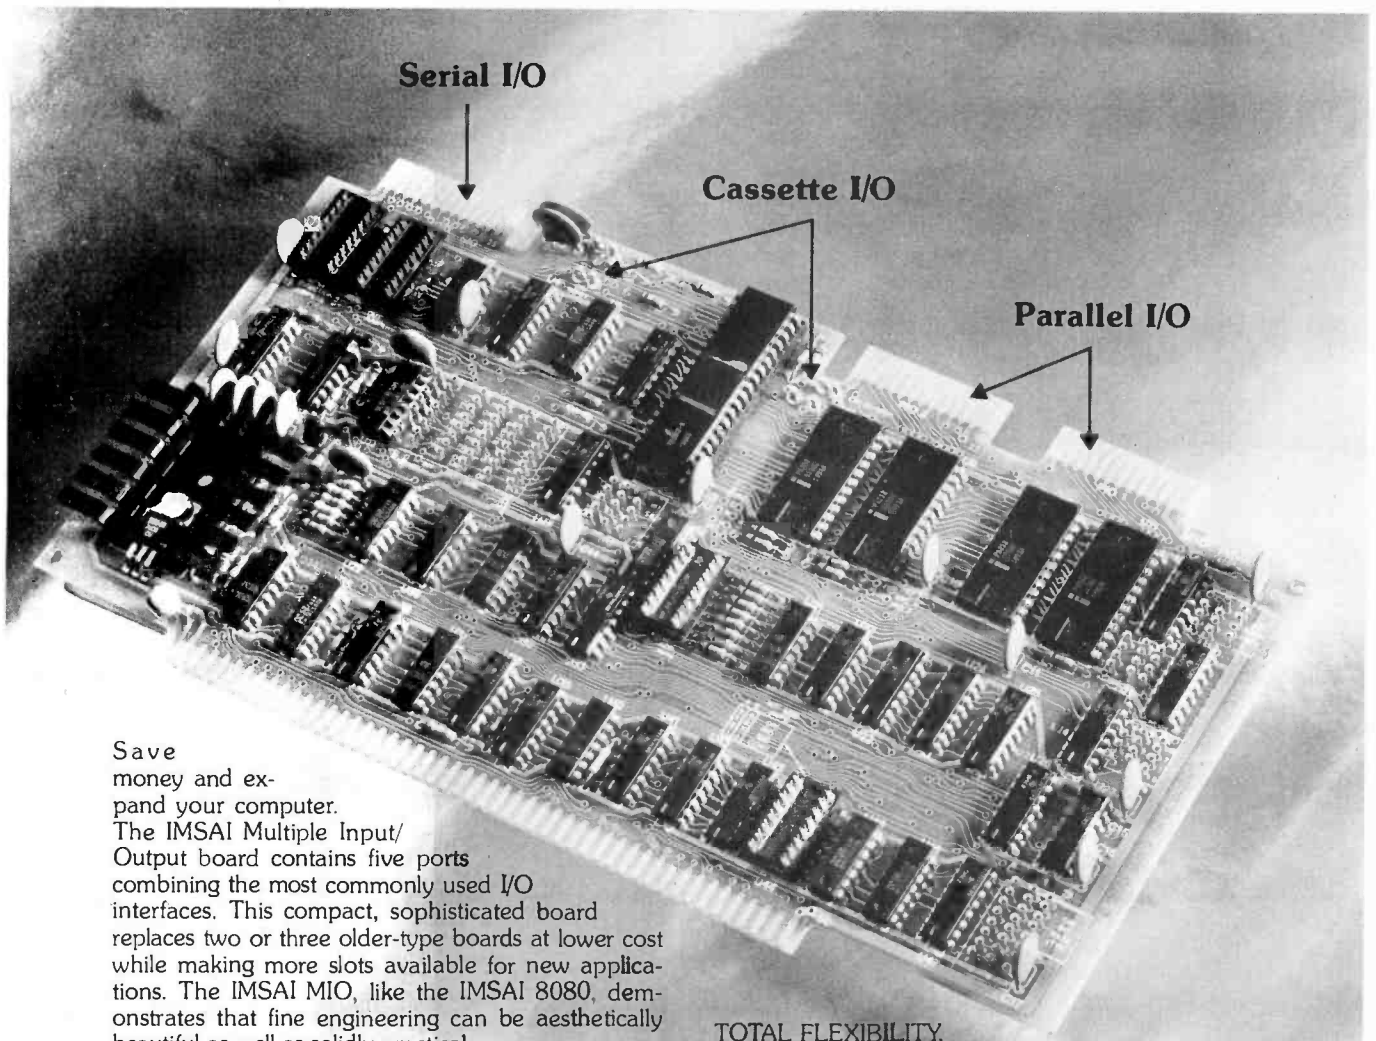 Serial I/O
Cassette I/O
Parallel I/O
Save
money and ex-
pand your computer.
The IMSAI Multiple Input/
Output board contains five ports
combining the most commonly used I/O
interfaces. This compact, sophisticated board
replaces two or three older-type boards at lower cost
while making more slots available for new applica-
tions. The IMSAI MIO, like the IMSAI 8080, dem-
onstrates that fine engineering can be aesthetically
TOTAL FLEXIBILITY.